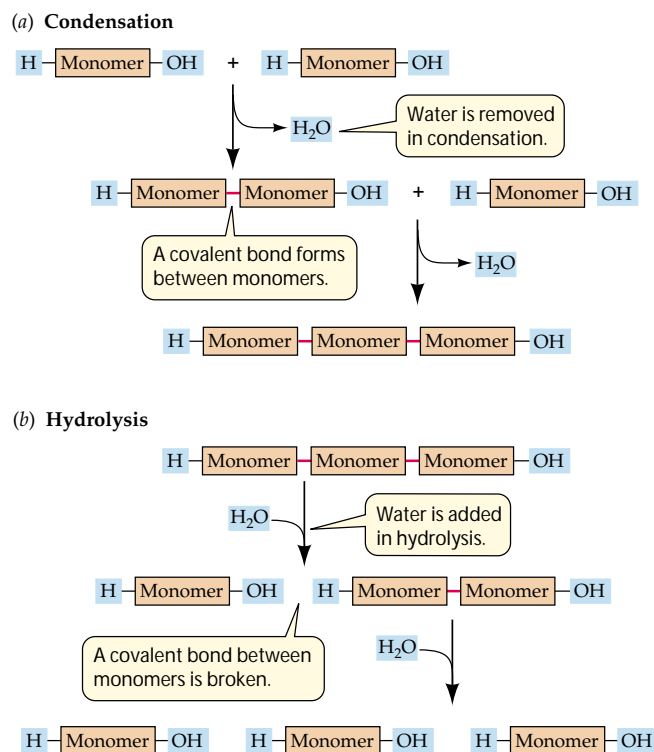 (a) Condensation
H Monomer OH + H Monomer OH
H₂O
Water is removed
in condensation.
H Monomer Monomer OH + H Monomer OH
A covalent bond forms
between monomers.
H₂O
H Monomer Monomer Monomer OH
(b) Hydrolysis
H Monomer Monomer Monomer OH
H₂O
Water is added
in hydrolysis.
H Monomer OH H Monomer Monomer OH
A covalent bond between
monomers is broken.
H₂O
H Monomer OH H Monomer OH H Monomer OH